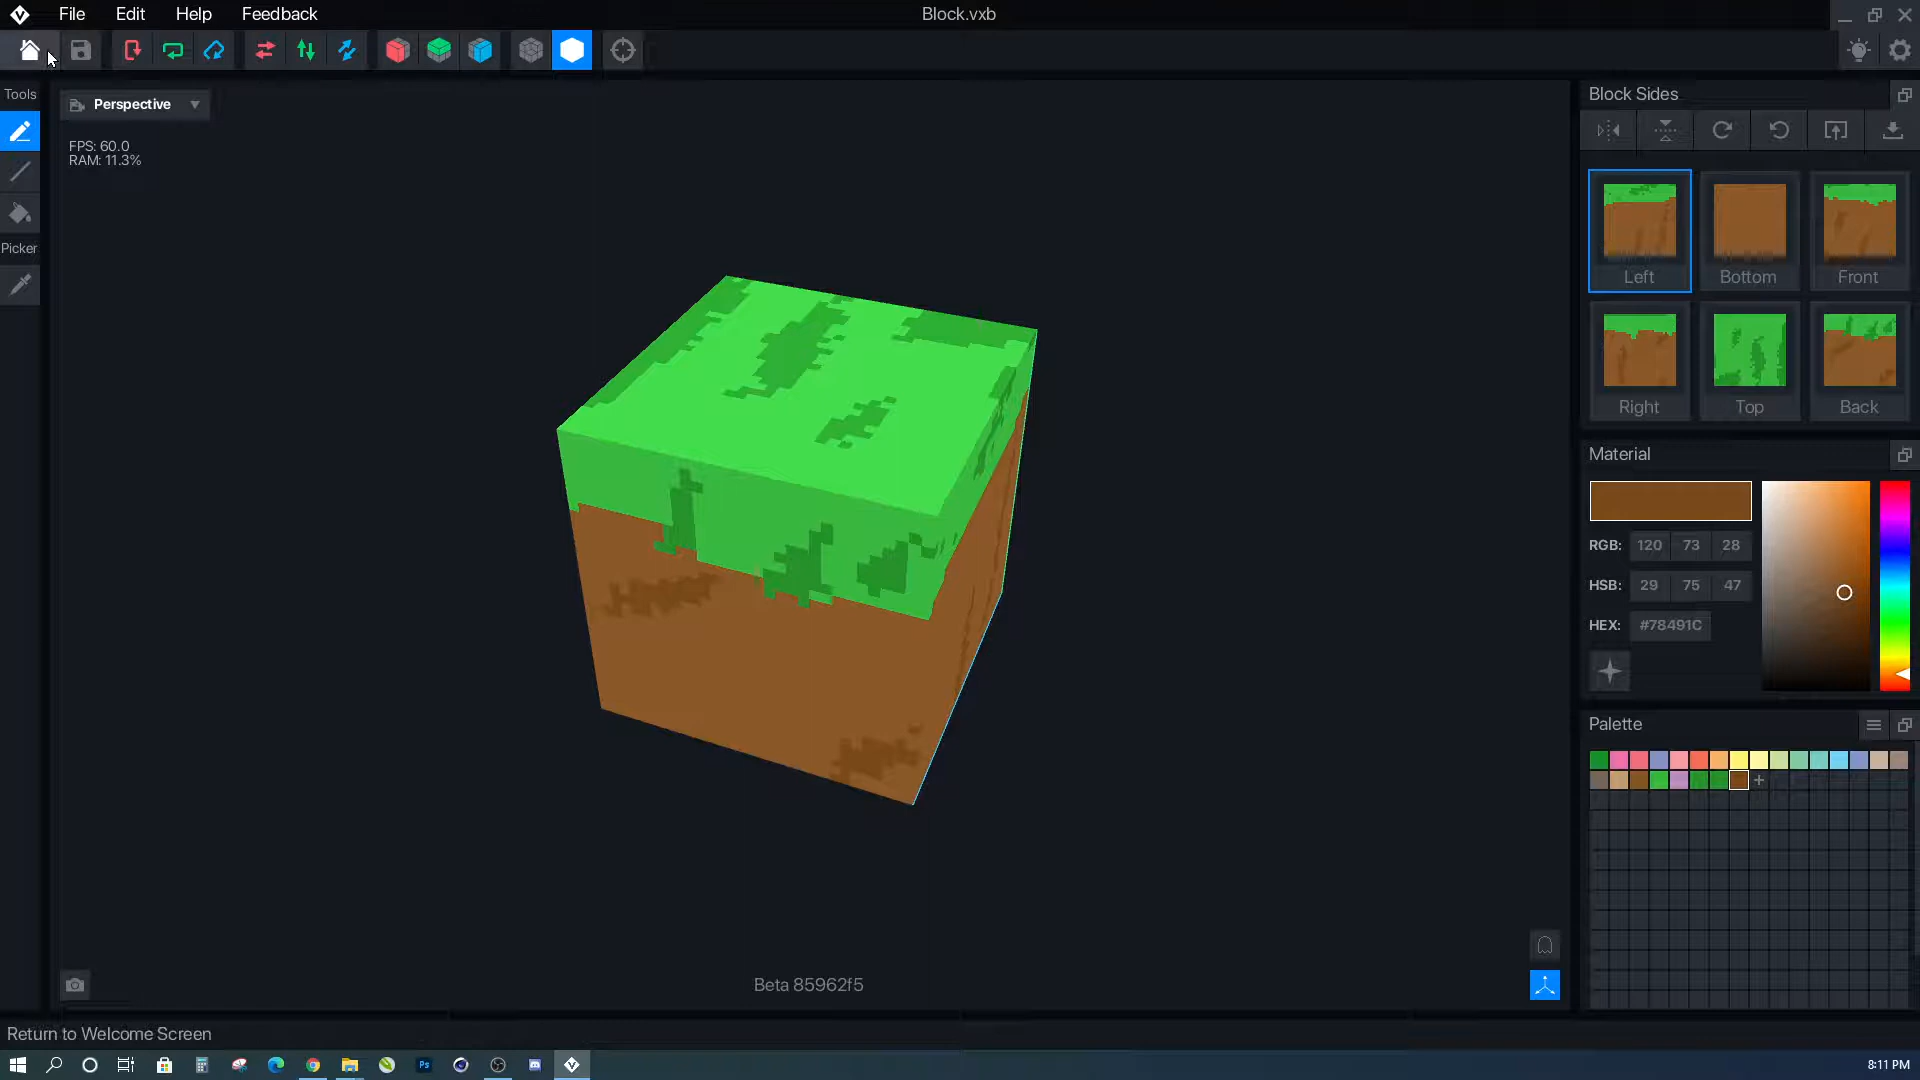 File Edit Help Feedback
Block.vxb
Tools
Perspective
FPS: 60.0
RAM: 11.3%
Picker
Block Sides
Left Bottom Front
Right Top Back
Material
RGB: 120 73 28
HSB: 29 75 47
HEX: #78491C
Palette
Beta 85962f5
Return to Welcome Screen
Ps
8:11 PM